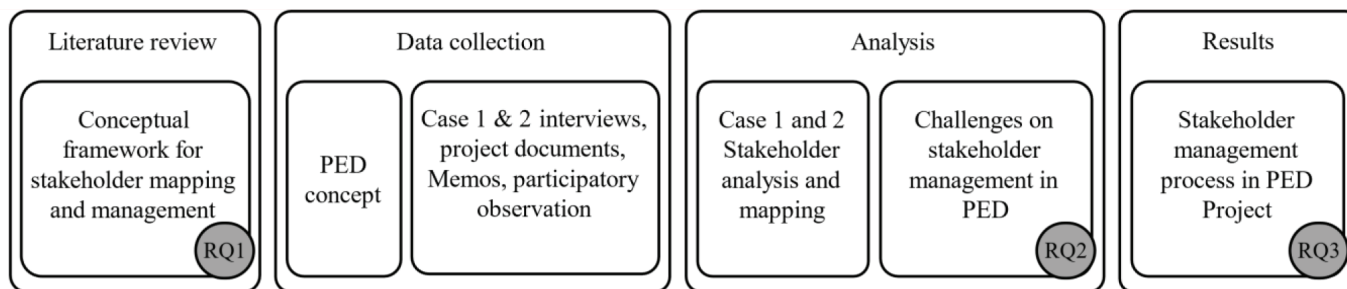 Literature review
Conceptual
framework for
stakeholder mapping
and management
RQ1
Data collection
PED
concept
Case 1 & 2 interviews,
project documents,
Memos, participatory
observation
Analysis
Case 1 and 2
Stakeholder
analysis and
mapping
Challenges on
stakeholder
management in
PED
RQ2
Results
Stakeholder
management
process in PED
Project
RQ3